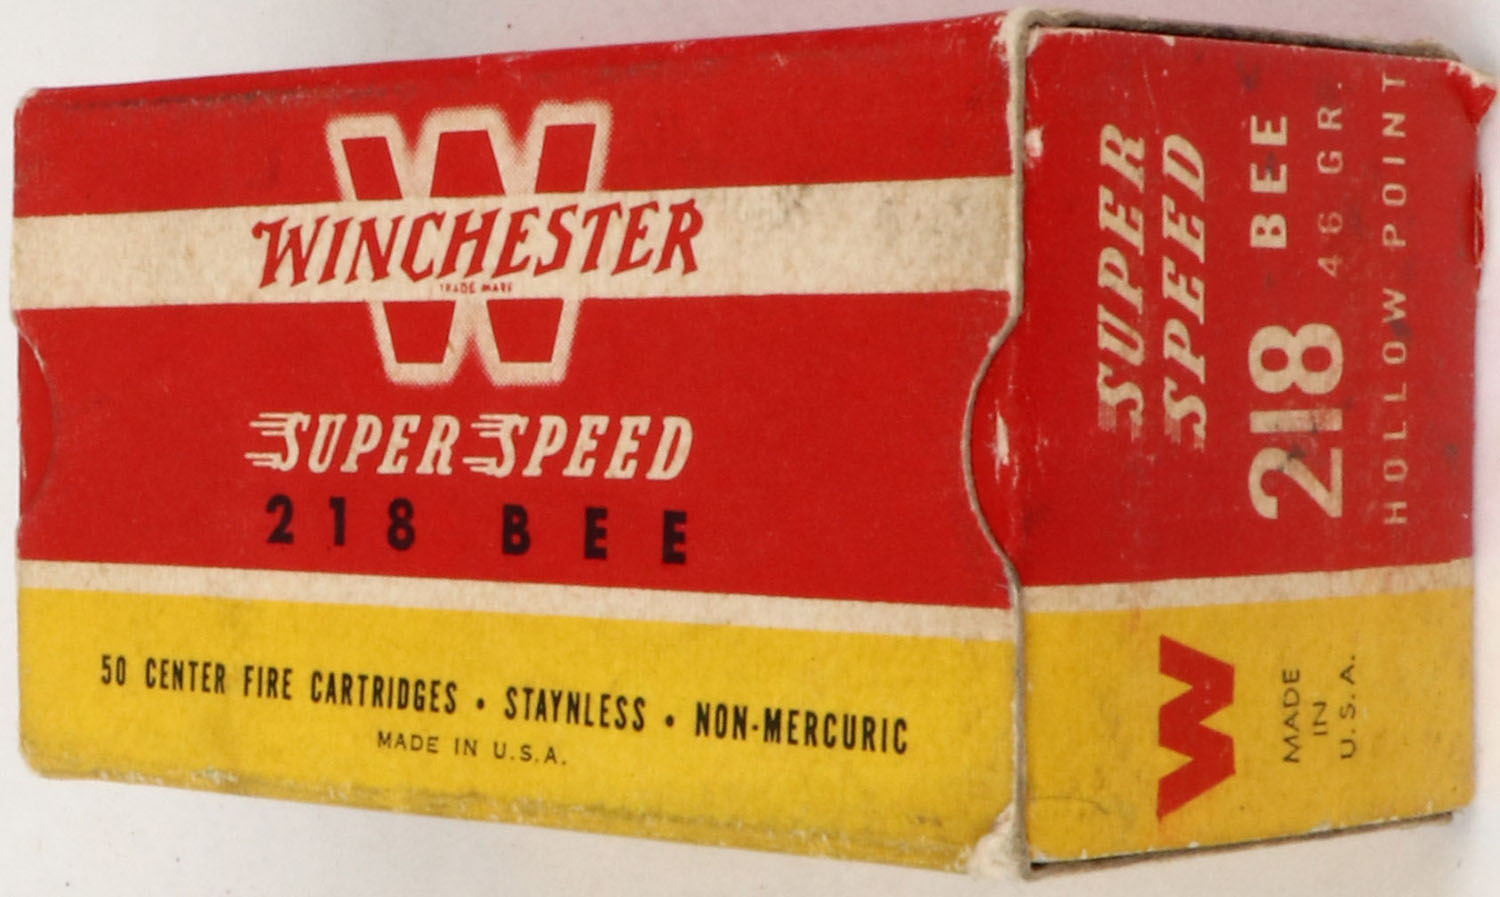 W
WINCHESTER
TRADE MARK
SUPER SPEED
218 BEE
50 CENTER FIRE CARTRIDGES • STAYNLESS • NON-MERCURIC
MADE IN U.S.A.
SUPER
SPEED
218 BEE
46 GR.
HOLLOW POINT
W
MADE
IN
U.S.A.